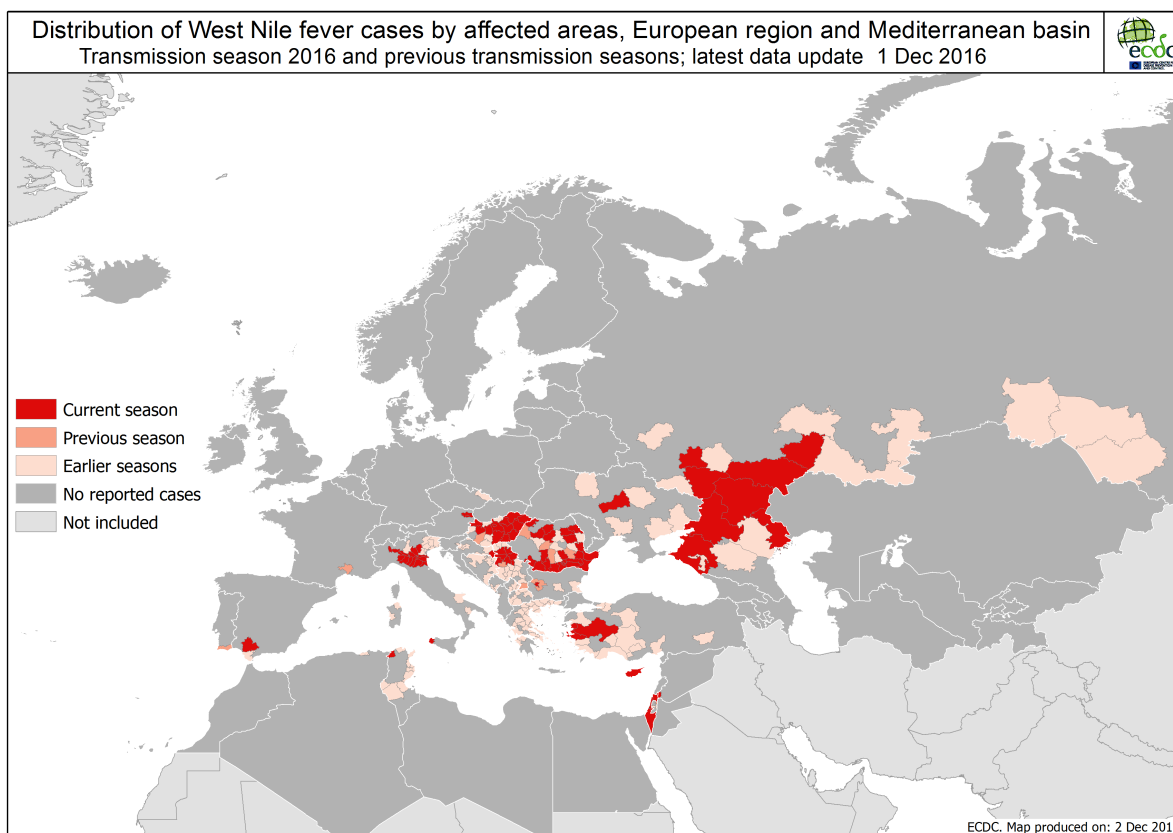 Distribution of West Nile fever cases by affected areas, European region and Mediterranean basin
Transmission season 2016 and previous transmission seasons; latest data update 1 Dec 2016
ecdc
Current season
Previous season
Earlier seasons
No reported cases
Not included
ECDC. Map produced on: 2 Dec 201